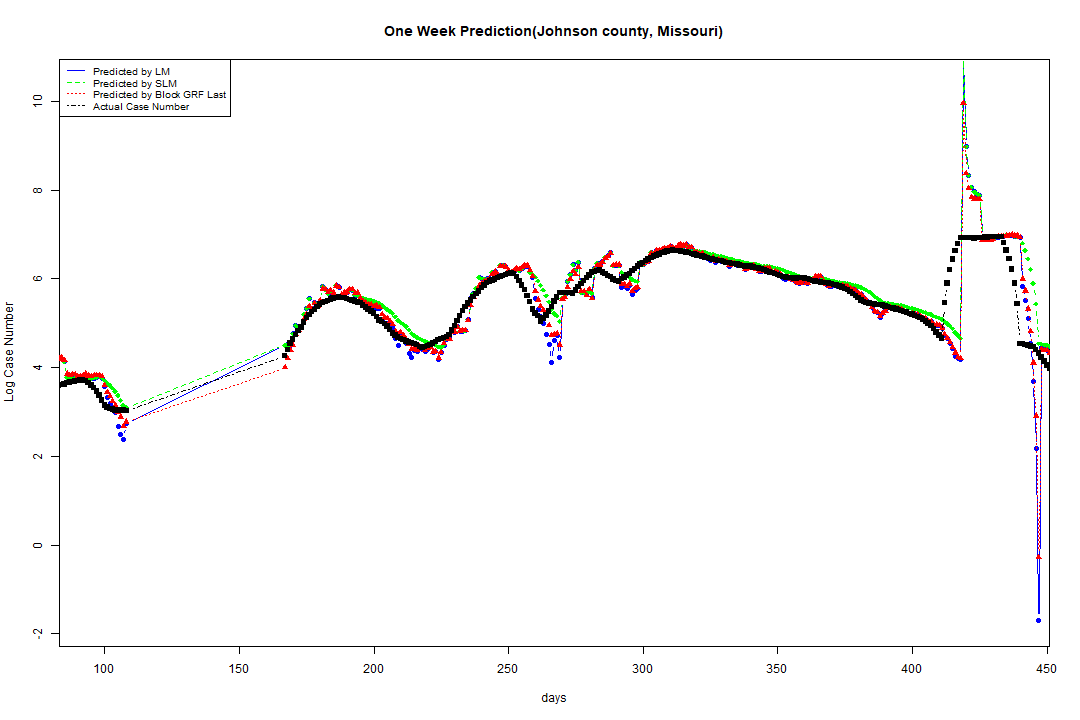 One Week Prediction(Johnson county, Missouri)
Predicted by LM
Predicted by SLM
Predicted by Block GRF Last
Actual Case Number
Log Case Number
10
8
6
4
2
0
-2
100 150 200 250 300 350 400 450
days